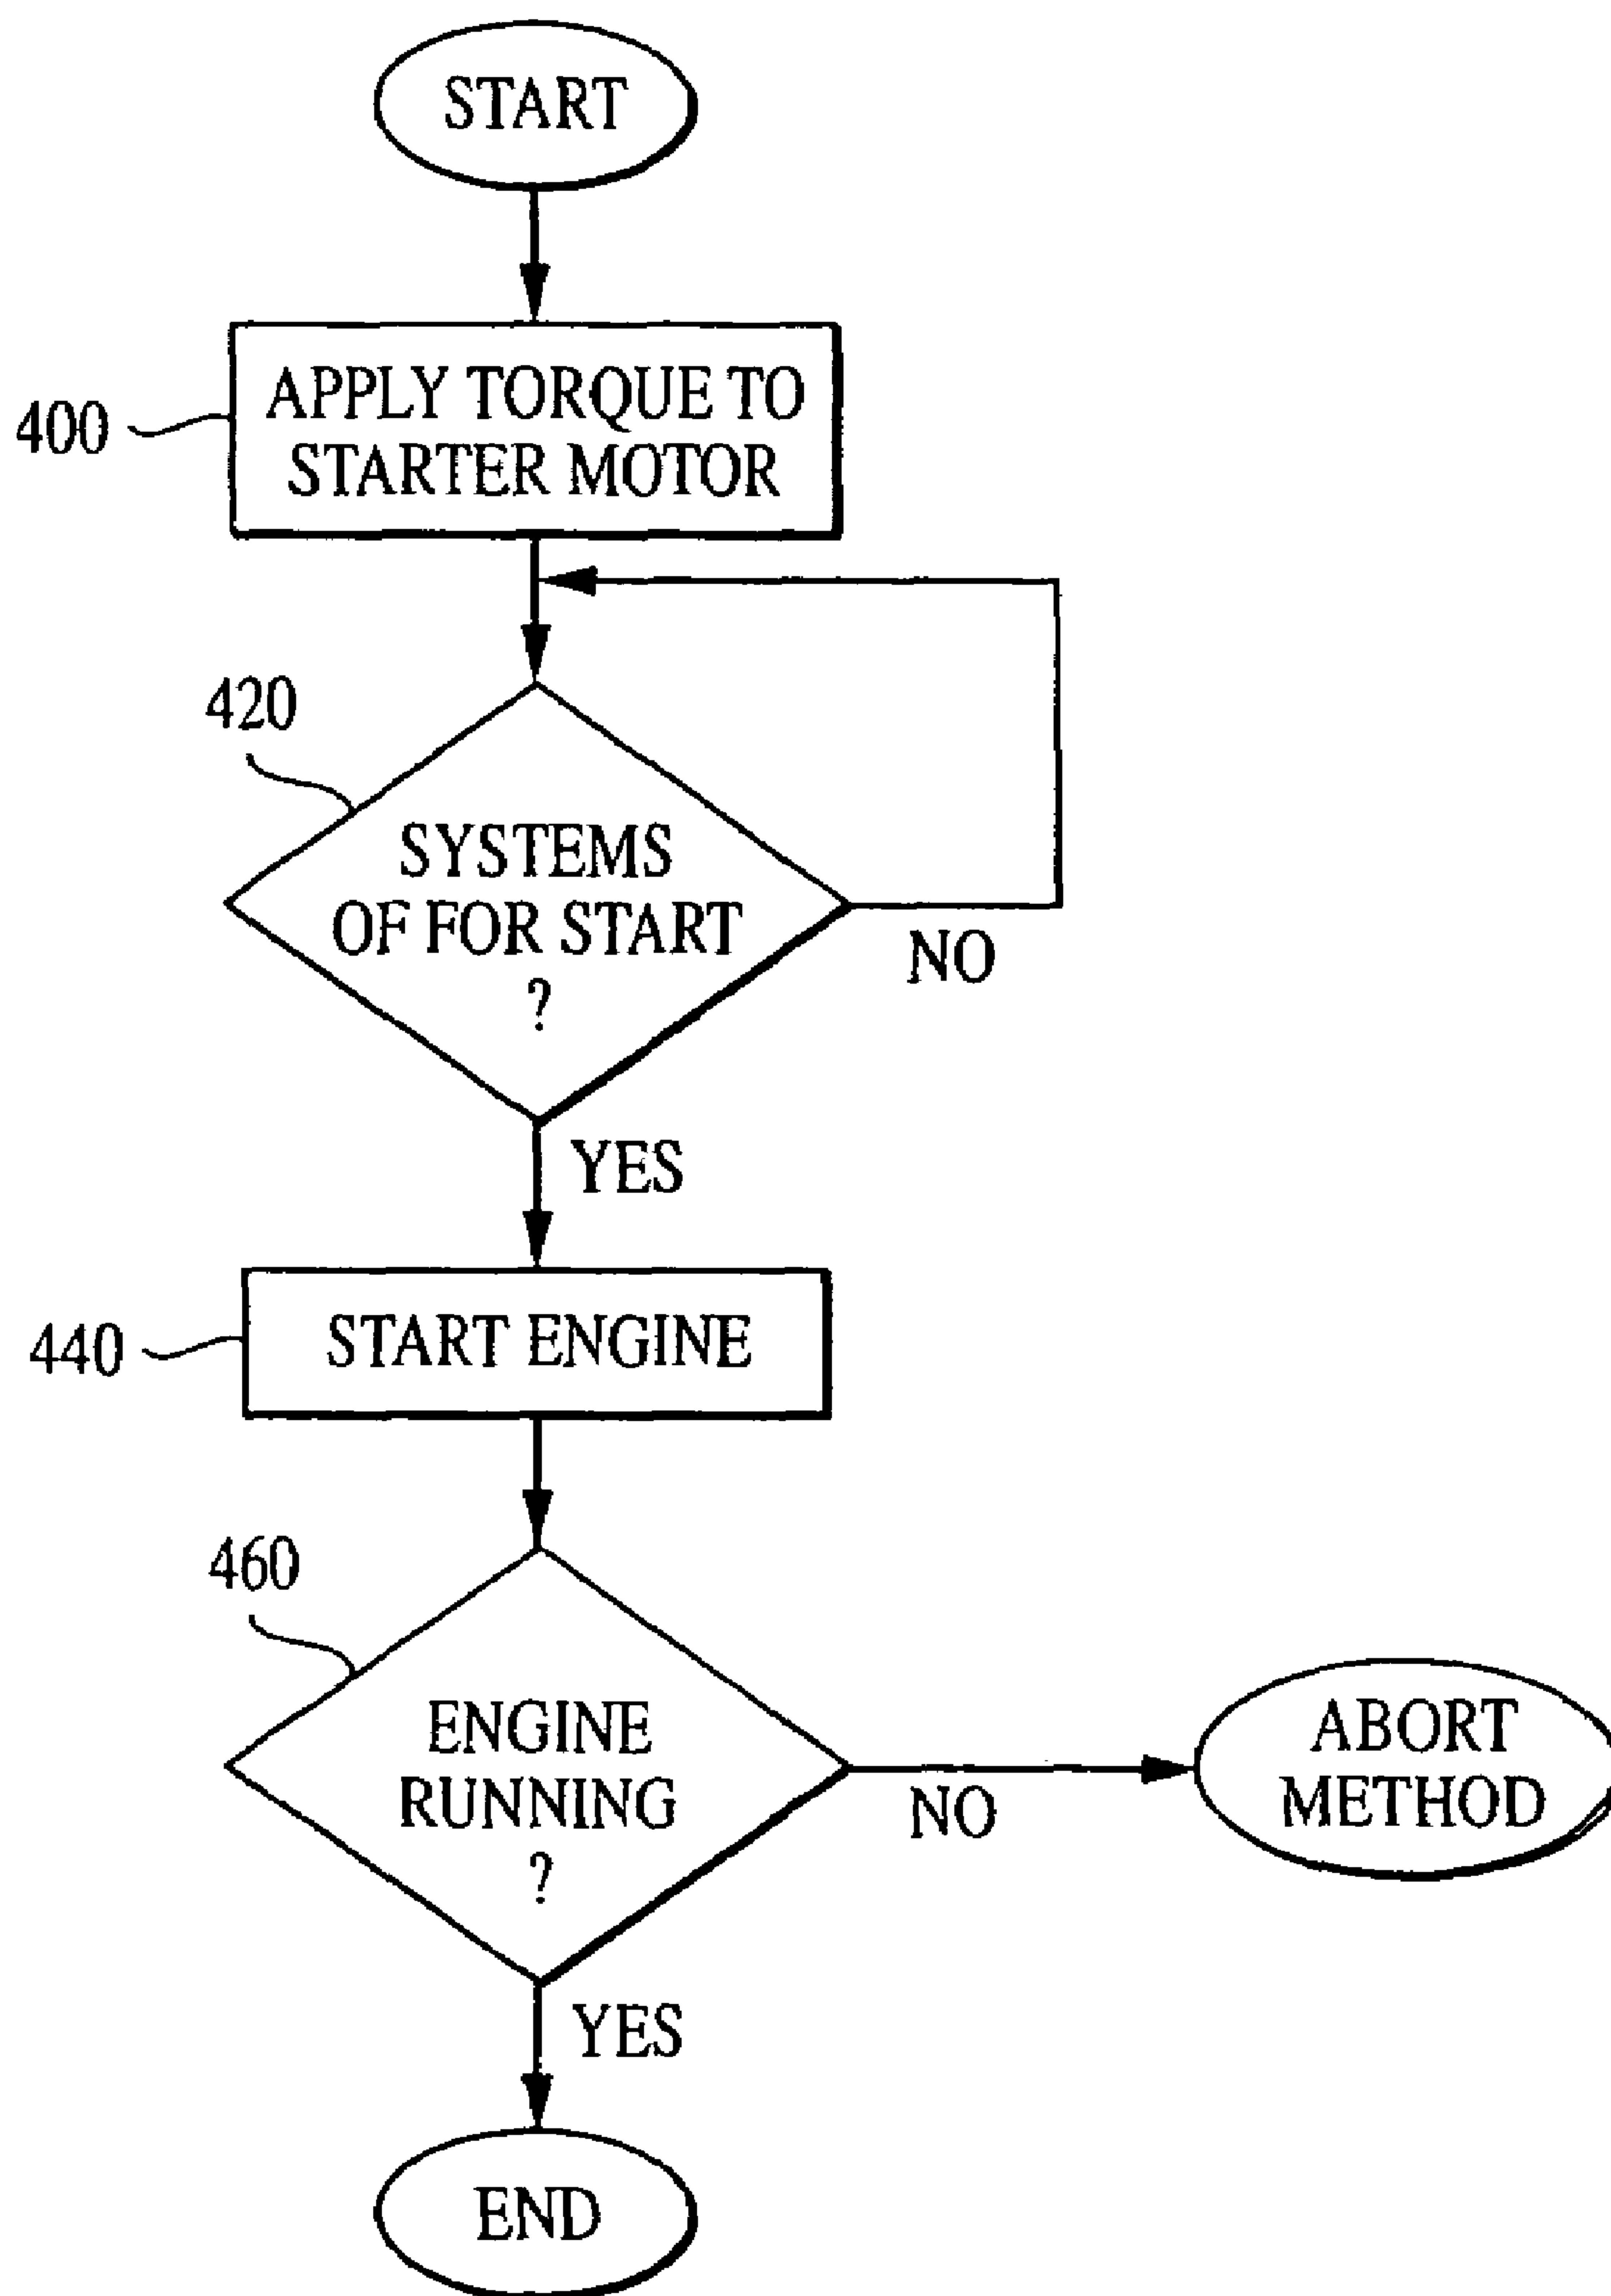 START
400
APPLY TORQUE TO
STARTER MOTOR
420
SYSTEMS
OF FOR START
?
NO
YES
440
START ENGINE
460
ENGINE
RUNNING
?
NO
ABORT
METHOD
YES
END